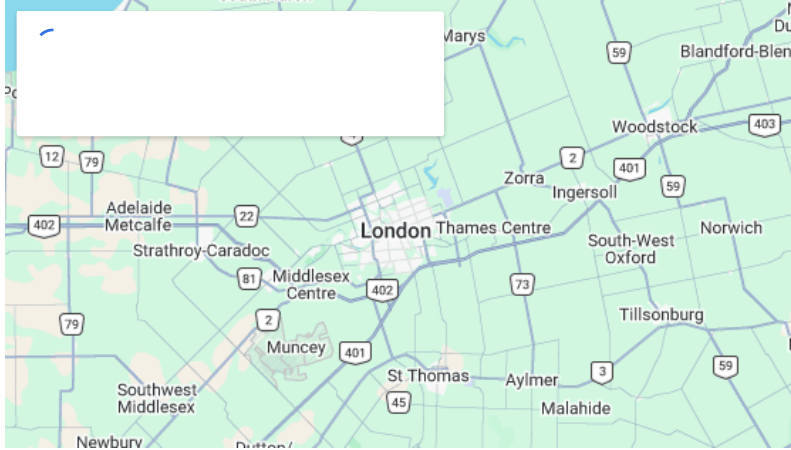 Marys
59
Blandford-Blen
Woodstock
403
12
79
2
401
Zorra
Ingersoll
59
Adelaide
Metcalfe
402
22
London
Thames Centre
Norwich
Strathroy-Caradoc
South-West
Oxford
81
Middlesex
Centre
402
73
79
2
Tillsonburg
Muncey
401
St Thomas
Aylmer
3
59
Southwest
Middlesex
45
Malahide
Newbury
Dutton/